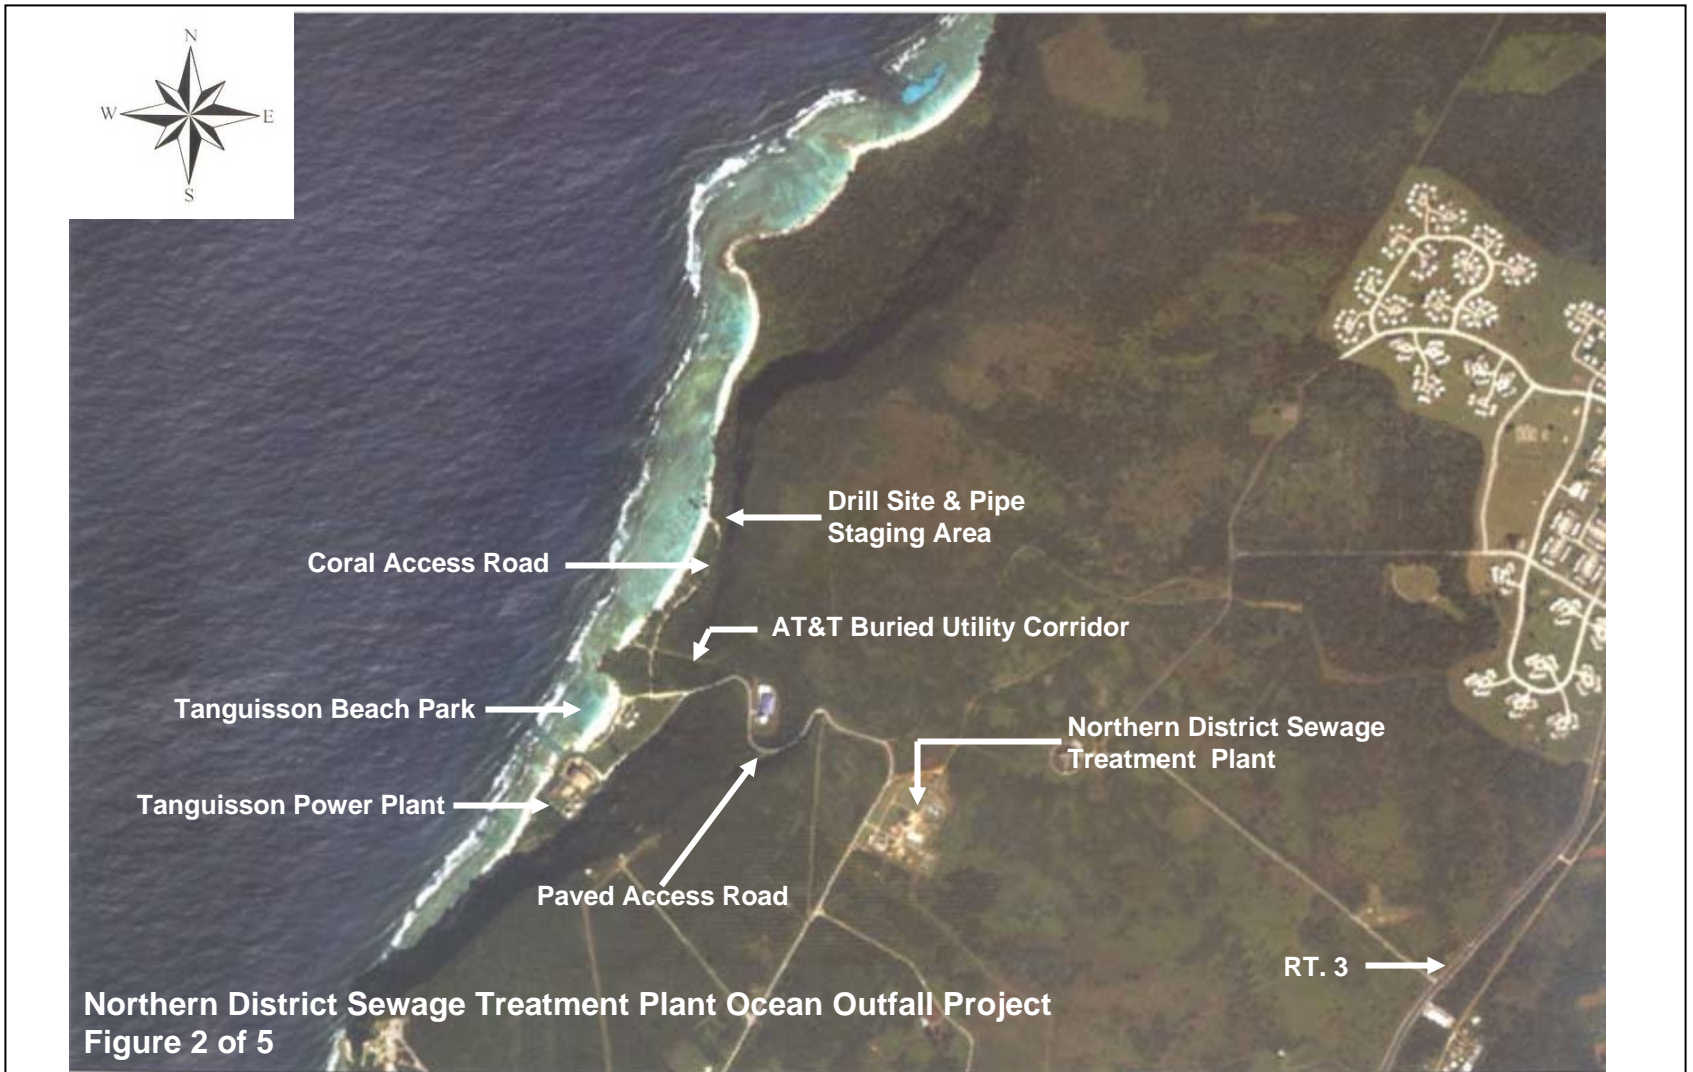 N
W E
S
Drill Site & Pipe
Staging Area
Coral Access Road
AT&T Buried Utility Corridor
Tanguisson Beach Park
Northern District Sewage
Treatment Plant
Tanguisson Power Plant
Paved Access Road
RT. 3
Northern District Sewage Treatment Plant Ocean Outfall Project
Figure 2 of 5